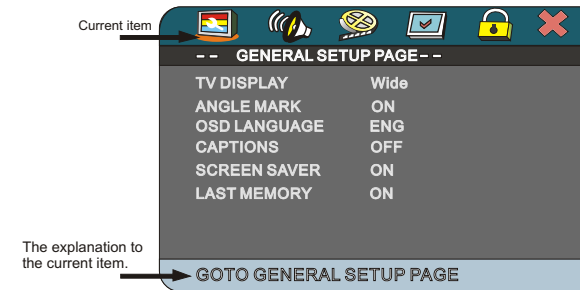 Current item
-- GENERAL SETUP PAGE--
TV DISPLAY Wide
ANGLE MARK ON
OSD LANGUAGE ENG
CAPTIONS OFF
SCREEN SAVER ON
LAST MEMORY ON
The explanation to
the current item.
GOTO GENERAL SETUP PAGE